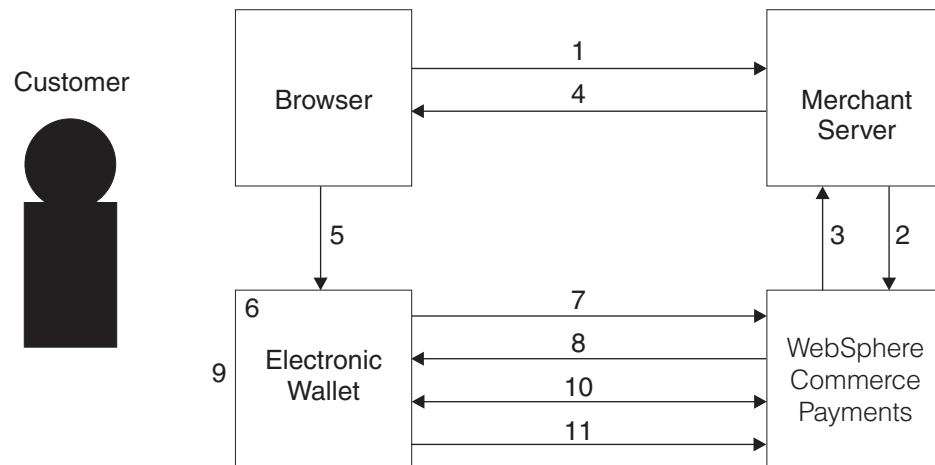 Customer
Browser
1
4
Merchant
Server
5
3
2
6
9
Electronic
Wallet
7
8
10
11
WebSphere
Commerce
Payments